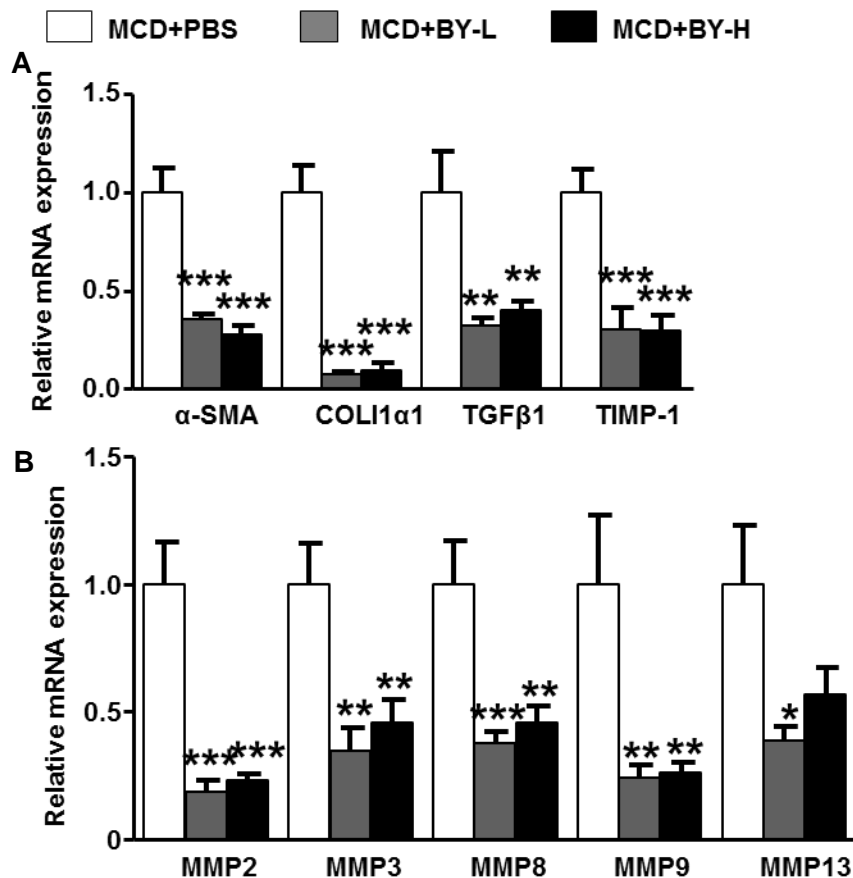 MCD+PBS MCD+BY-L MCD+BY-H
A
Relative mRNA expression
1.5
1.0
0.5
0.0
*** *** *** *** ** ** *** ***
α-SMA COLI1α1 TGFβ1 TIMP-1
B
Relative mRNA expression
1.5
1.0
0.5
0
*** *** ** ** *** ** ** ** *
MMP2 MMP3 MMP8 MMP9 MMP13